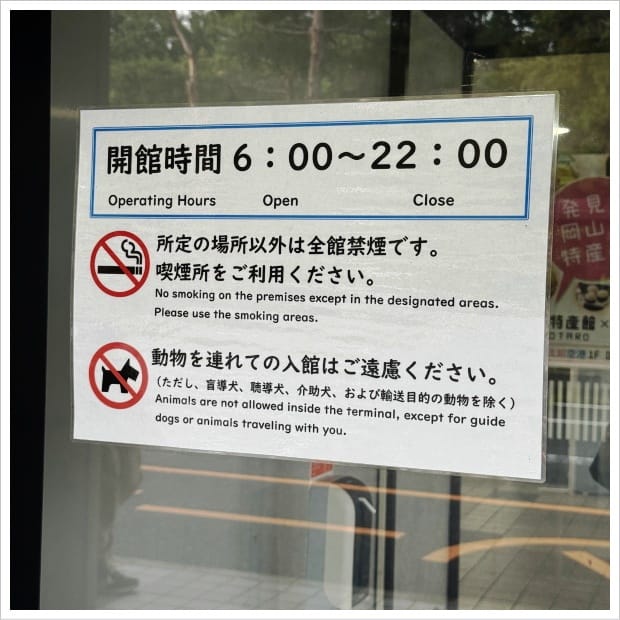 開館時間 6：00～22：00
Operating Hours Open Close
所定の場所以外は全館禁煙です。
喫煙所をご利用ください。
No smoking on the premises except in the designated areas.
Please use the smoking areas.
動物を連れての入館はご遠慮ください。
（ただし、盲導犬、聴導犬、介助犬、および輸送目的の動物を除く）
Animals are not allowed inside the terminal, except for guide
dogs or animals traveling with you.
発見
岡山
特産
特産館×
OTARO
空港 1F